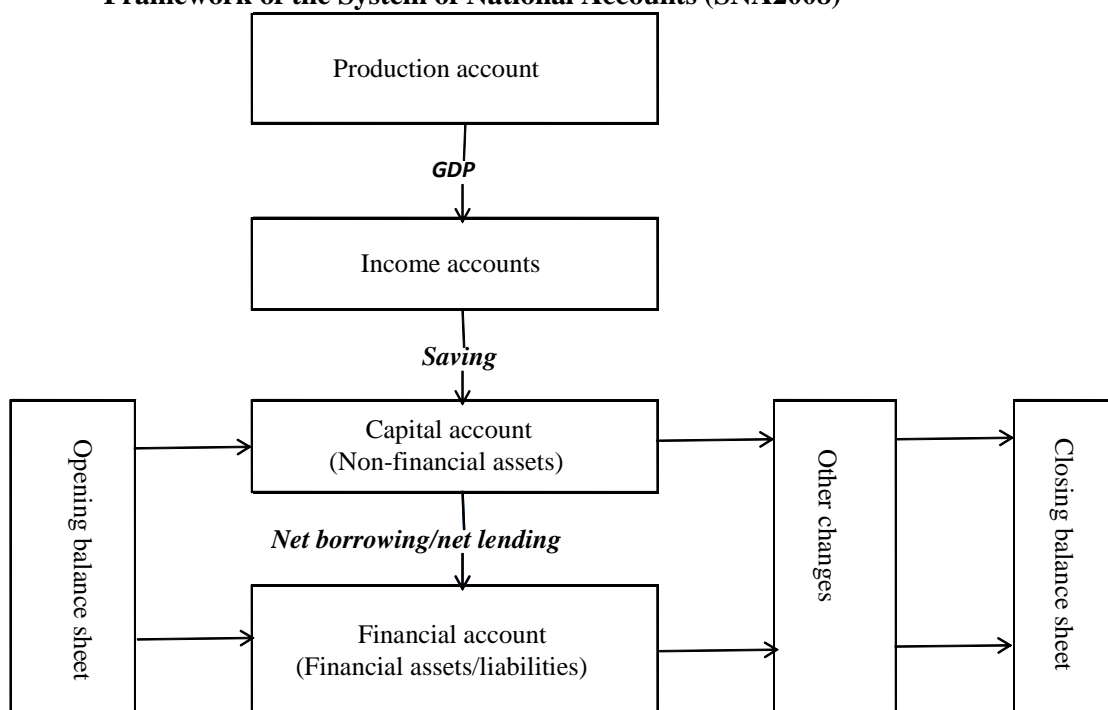 Framework of the System of National Accounts (SNA2008)
Production account
GDP
Income accounts
Saving
Opening balance sheet
Capital account
(Non-financial assets)
Other changes
Closing balance sheet
Net borrowing/net lending
Financial account
(Financial assets/liabilities)